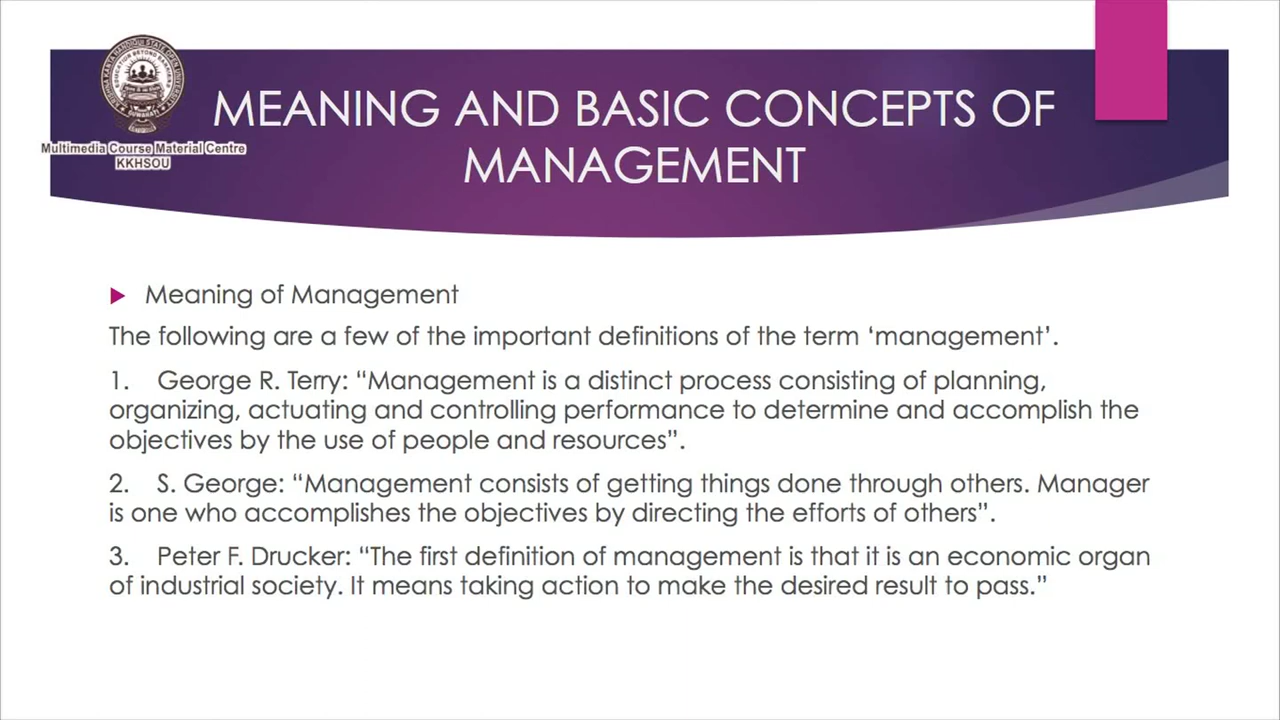 MEANING AND BASIC CONCEPTS OF
MANAGEMENT
Multimedia Course Material Centre
KKHSOU
Meaning of Management
The following are a few of the important definitions of the term ‘management’.
1. George R. Terry: “Management is a distinct process consisting of planning,
organizing, actuating and controlling performance to determine and accomplish the
objectives by the use of people and resources”.
2. S. George: “Management consists of getting things done through others. Manager
is one who accomplishes the objectives by directing the efforts of others”.
3. Peter F. Drucker: “The first definition of management is that it is an economic organ
of industrial society. It means taking action to make the desired result to pass.”